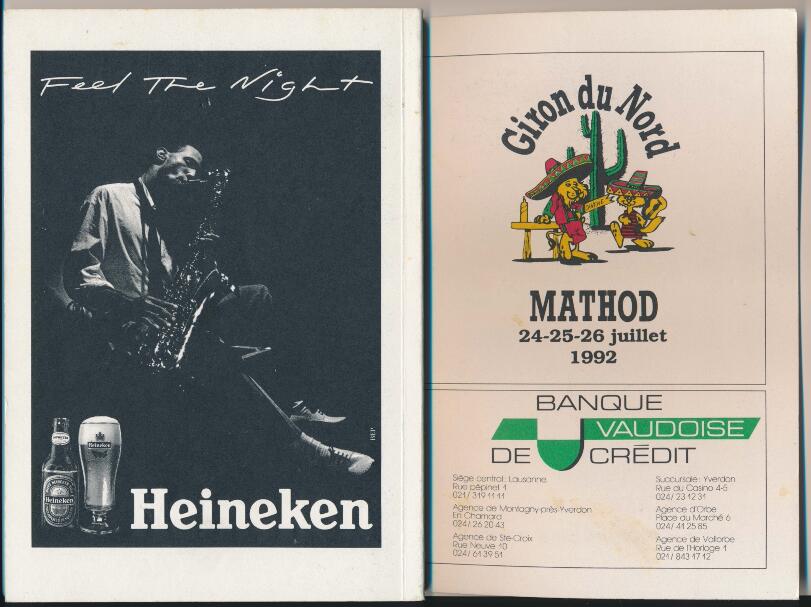 Feel The Night
BEP
Heineken
Heineken
Heineken
Giron du Nord
MATHOD
24-25-26 juillet
1992
BANQUE
VAUDOISE
DE CRÉDIT
Siège central: Lausanne
Rue pépinet 1
021/ 319 11 11
Agence de Montagny-près-Yverdon
En Chamard
024/ 26 20 43
Agence de Ste-Croix
Rue Neuve 10
024/ 61 39 51
Succursale: Yverdon
Rue du Casino 4-6
024/ 23 12 31
Agence d'Orbe
Place du Marché 6
024/ 41 25 85
Agence de Vallorbe
Rue de l'Horloge 1
021/ 843 17 12